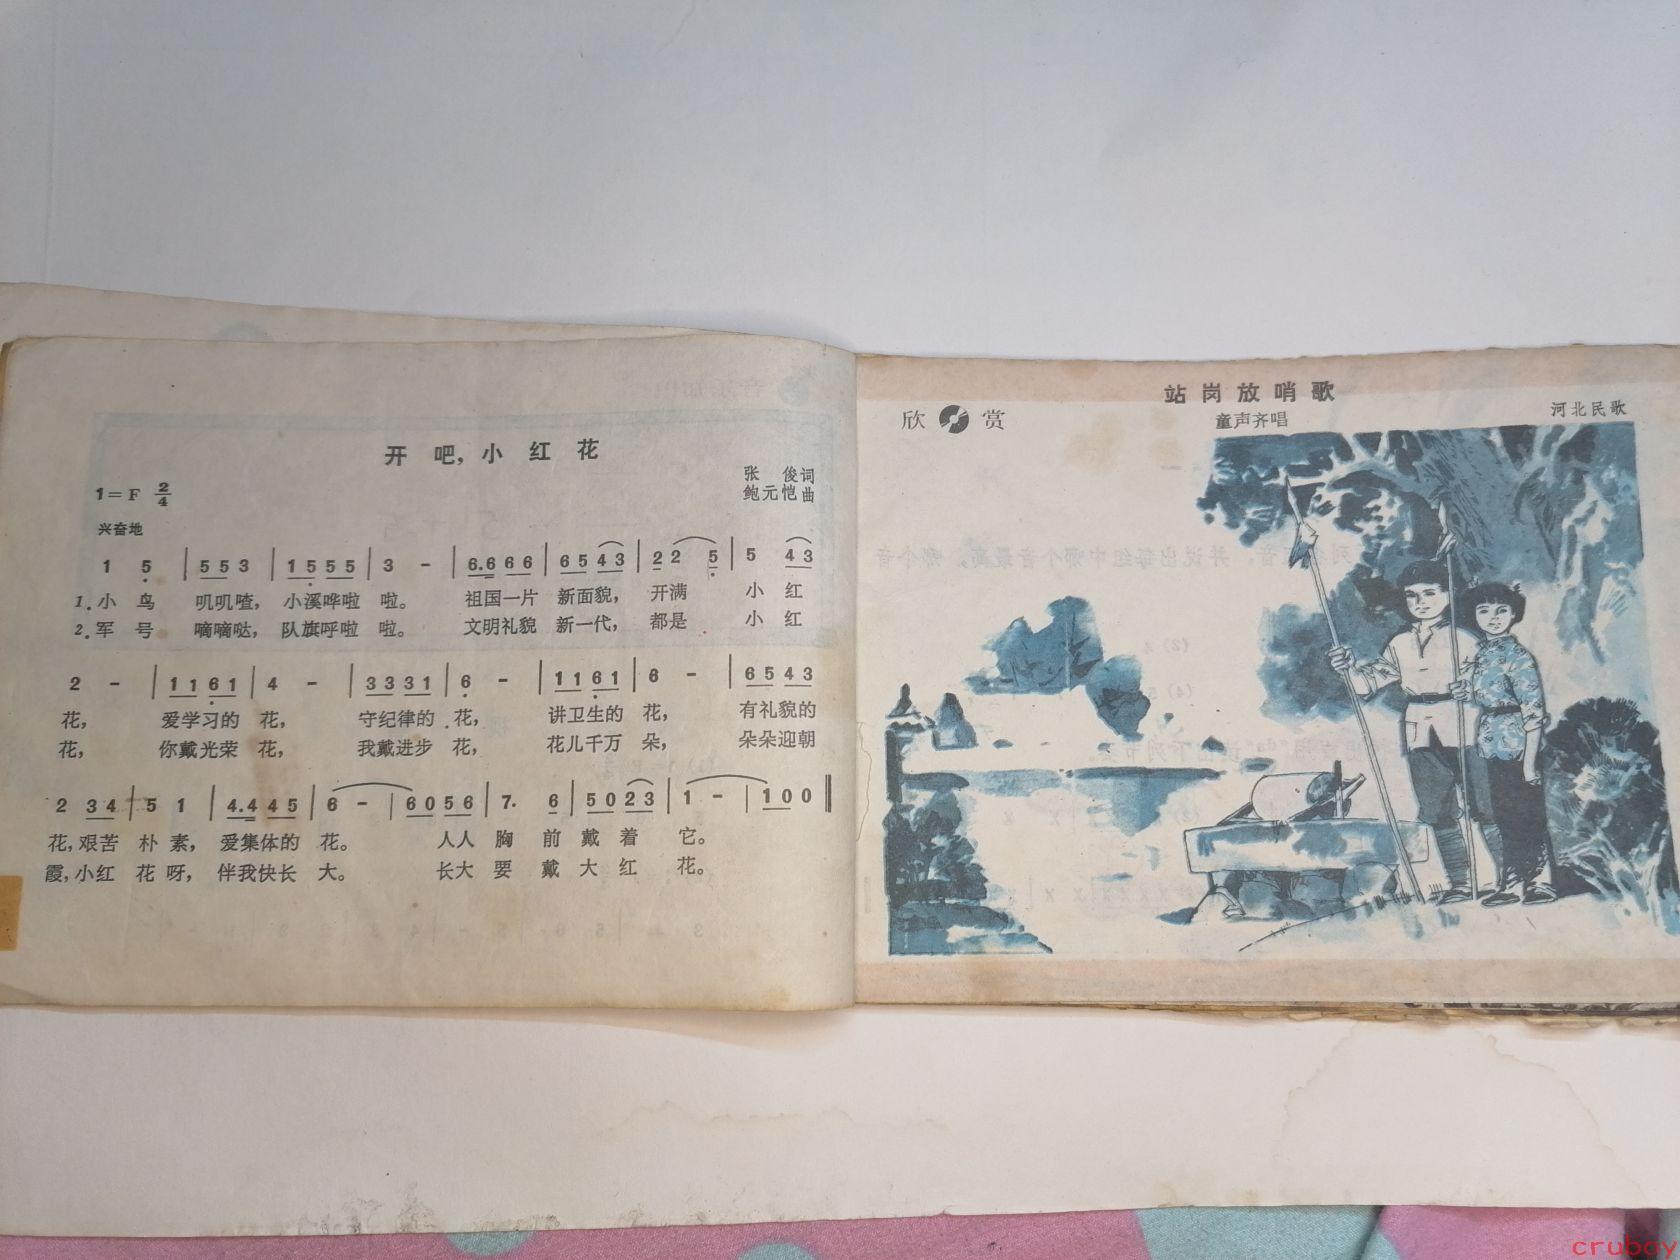 开吧，小红花
张俊词
1=F 2/4
鲍元恺曲
兴奋地
1 5 | 5 5 3 | 1 5 5 5 | 3 - | 6.6 6 6 | 6 5 4 3 | 2 2 5 | 5 4 3
1.小鸟 叽叽喳，小溪哗啦啦。 祖国一片 新面貌， 开满 小红
2.军号 嘀嘀哒，队旗呼啦啦。 文明礼貌 新一代， 都是 小红
2 - | 1 1 6 1 | 4 - | 3 3 3 1 | 6 - | 1 1 6 1 | 6 - | 6 5 4 3
花， 爱学习的 花， 守纪律的 花， 讲卫生的 花， 有礼貌的
花， 你戴光荣 花， 我戴进步 花， 花儿千万 朵， 朵朵迎朝
2 3 4 | 5 1 | 4.4 4 5 | 6 - | 6 0 5 6 | 7. 6 | 5 0 2 3 | 1 - | 1 0 0 ‖
花，艰苦 朴素，爱集体的 花。 人人 胸 前 戴 着 它。
霞，小红 花呀，伴我快长 大。 长大 要 戴 大 红 花。
站岗放哨歌
欣赏
童声齐唱
河北民歌
cruboy